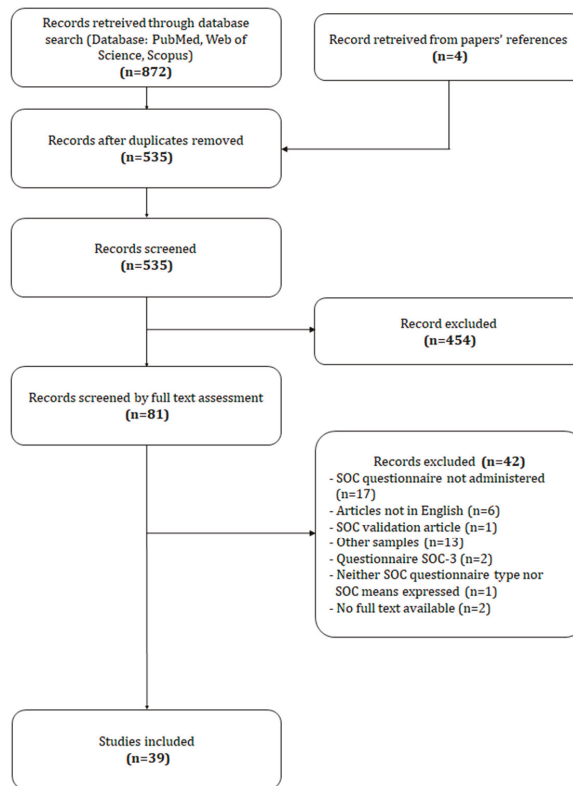 Records retreived through database
search (Database: PubMed, Web of
Science, Scopus)
(n=872)
Record retreived from papers' references
(n=4)
Records after duplicates removed
(n=535)
Records screened
(n=535)
Record excluded
(n=454)
Records screened by full text assessment
(n=81)
Records excluded (n=42)
- SOC questionnaire not administered
(n=17)
- Articles not in English (n=6)
- SOC validation article (n=1)
- Other samples (n=13)
- Questionnaire SOC-3 (n=2)
- Neither SOC questionnaire type nor
SOC means expressed (n=1)
- No full text available (n=2)
Studies included
(n=39)